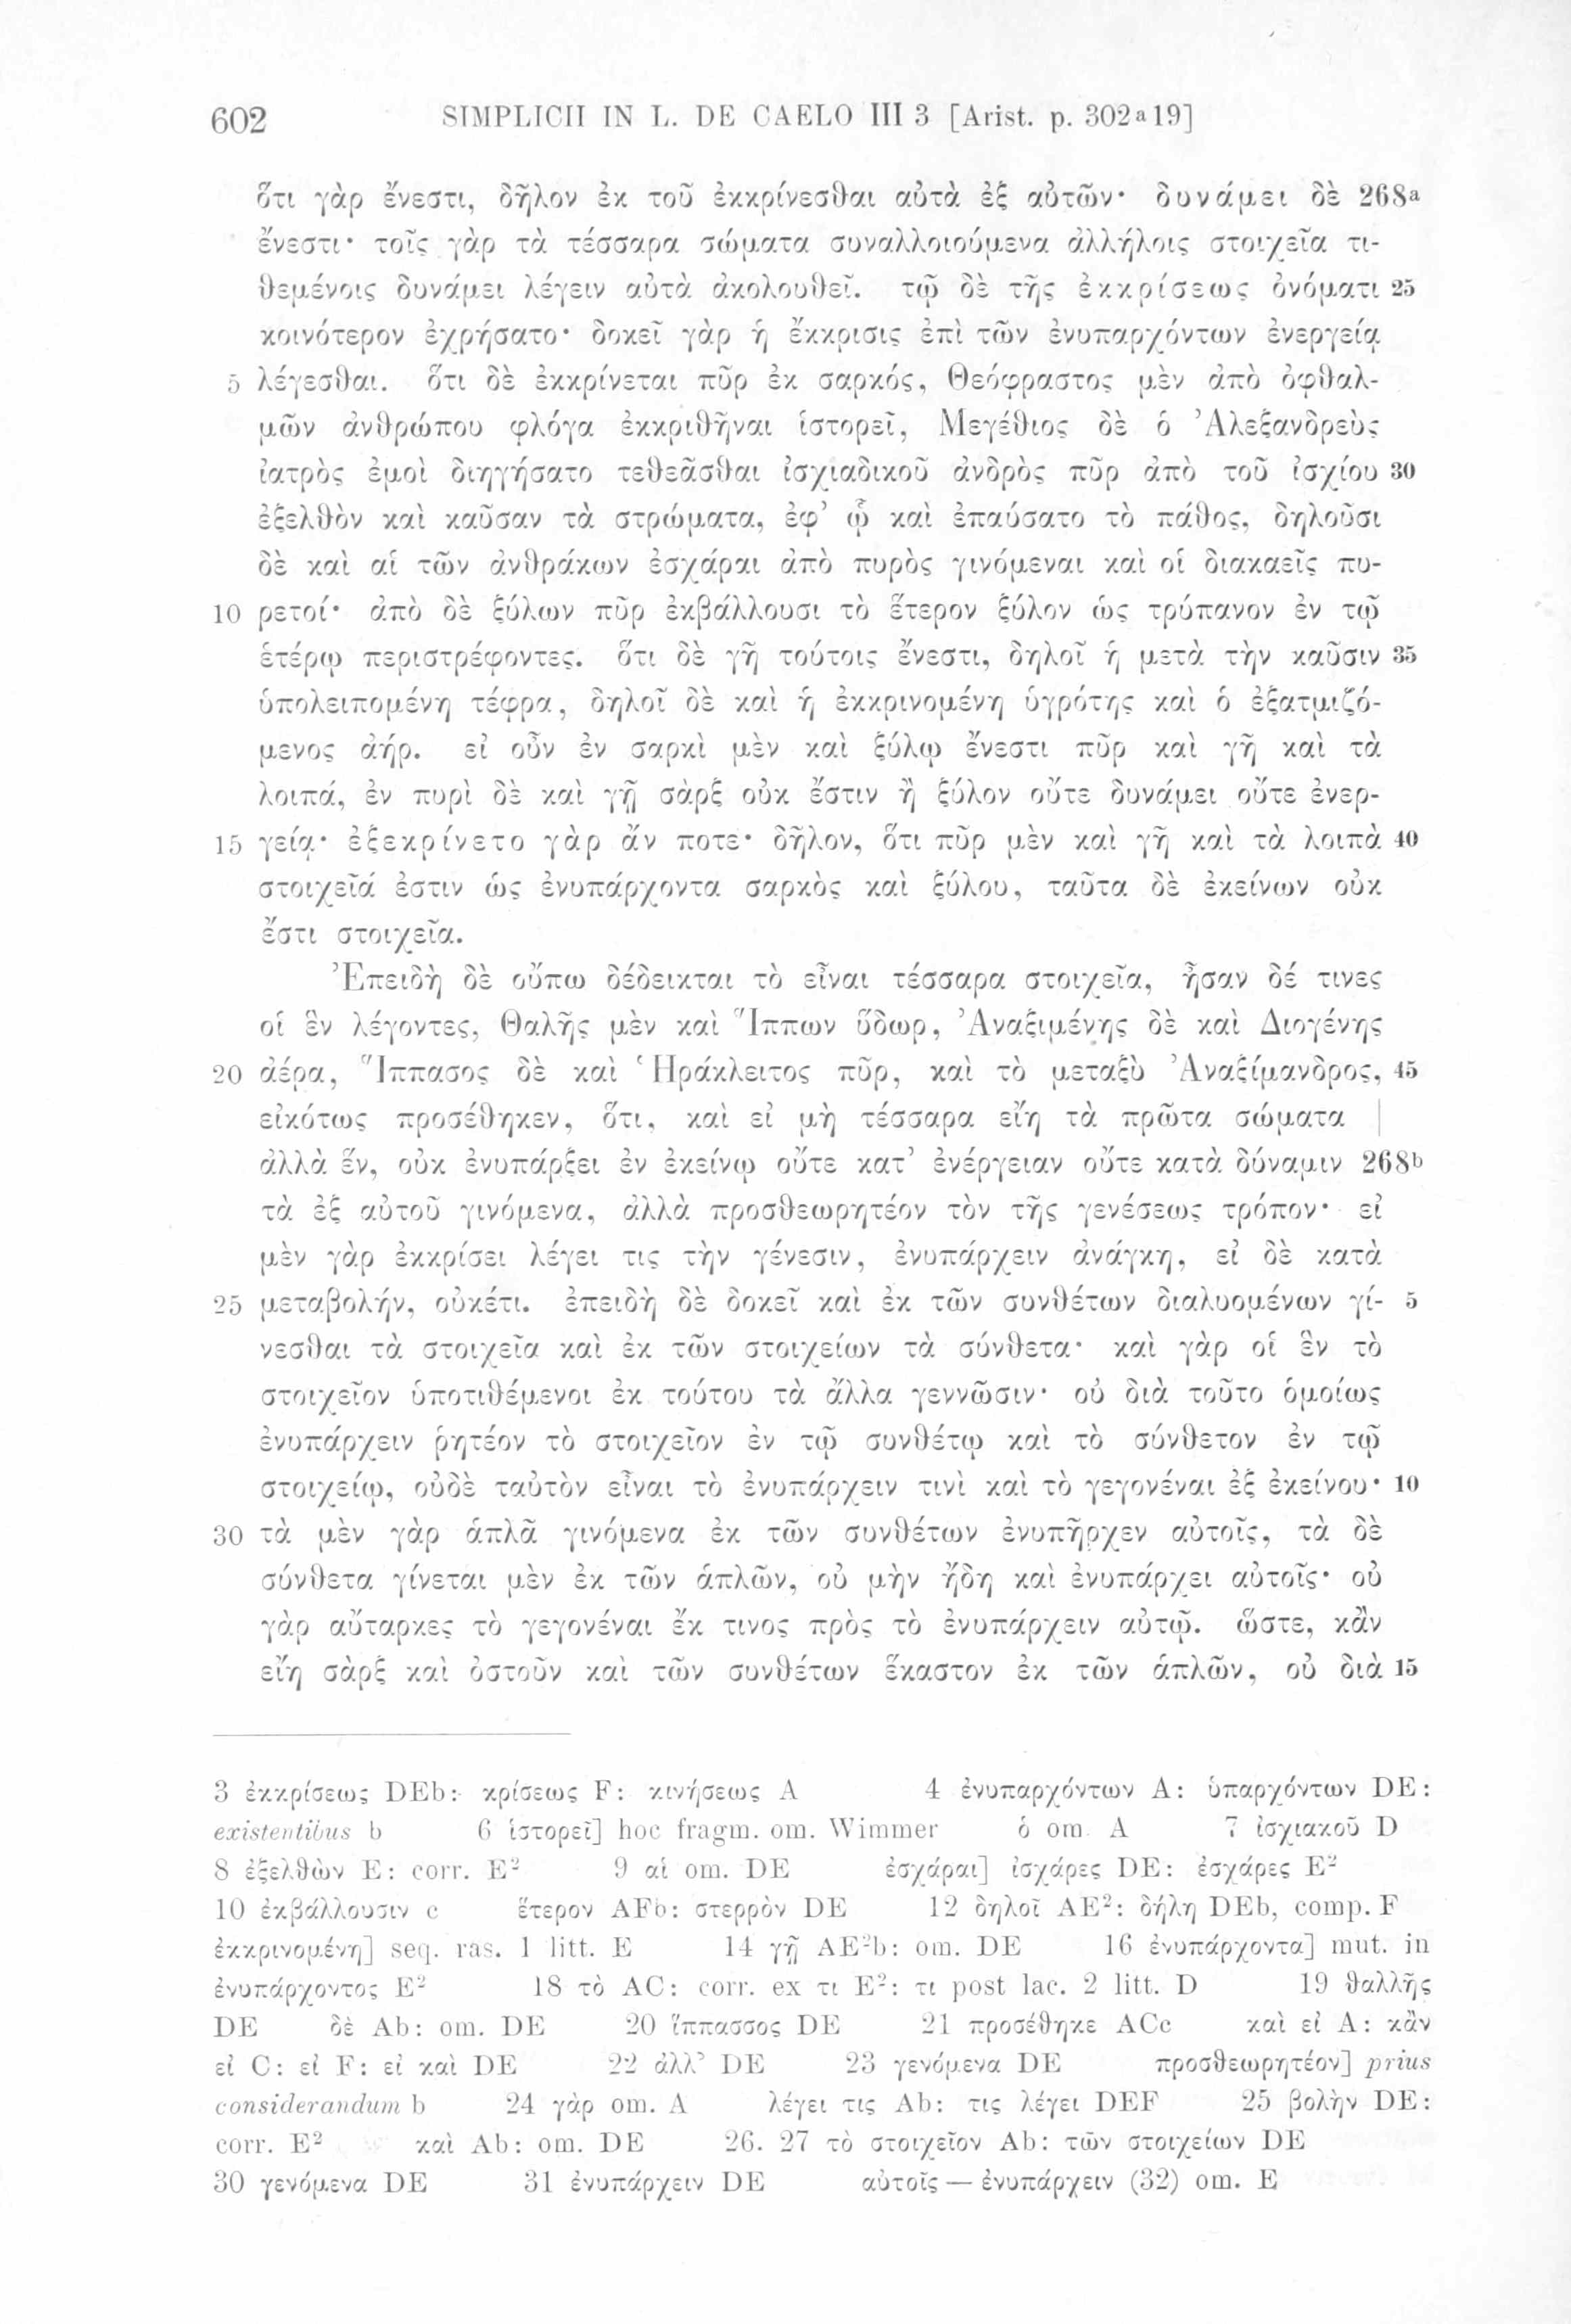 602 SIMPLICII IN L. DE CAELO III 3 [Arist. p. 302ᵃ19]
ὅτι γὰρ ἔνεστι, δῆλον ἐκ τοῦ ἐκκρίνεσθαι αὐτὰ ἐξ αὐτῶν· δυνάμει δὲ 268ᵃ
ἔνεστι· τοῖς γὰρ τὰ τέσσαρα σώματα συναλλοιούμενα ἀλλήλοις στοιχεῖα τι-
θεμένοις δυνάμει λέγειν αὐτὰ ἀκολουθεῖ. τῷ δὲ τῆς ἐκκρίσεως ὀνόματι 25
κοινότερον ἐχρήσατο· δοκεῖ γὰρ ἡ ἔκκρισις ἐπὶ τῶν ἐνυπαρχόντων ἐνεργείᾳ
5 λέγεσθαι. ὅτι δὲ ἐκκρίνεται πῦρ ἐκ σαρκός, Θεόφραστος μὲν ἀπὸ ὀφθαλ-
μῶν ἀνθρώπου φλόγα ἐκκριθῆναι ἱστορεῖ, Μεγέθιος δὲ ὁ Ἀλεξανδρεὺς
ἰατρὸς ἐμοὶ διηγήσατο τεθεᾶσθαι ἰσχιαδικοῦ ἀνδρὸς πῦρ ἀπὸ τοῦ ἰσχίου 30
ἐξελθὸν καὶ καῦσαν τὰ στρώματα, ἐφ’ ᾧ καὶ ἐπαύσατο τὸ πάθος, δηλοῦσι
δὲ καὶ αἱ τῶν ἀνθράκων ἐσχάραι ἀπὸ πυρὸς γινόμεναι καὶ οἱ διακαεῖς πυ-
10 ρετοί· ἀπὸ δὲ ξύλων πῦρ ἐκβάλλουσι τὸ ἕτερον ξύλον ὡς τρύπανον ἐν τῷ
ἑτέρῳ περιστρέφοντες. ὅτι δὲ γῆ τούτοις ἔνεστι, δηλοῖ ἡ μετὰ τὴν καῦσιν 35
ὑπολειπομένη τέφρα, δηλοῖ δὲ καὶ ἡ ἐκκρινομένη ὑγρότης καὶ ὁ ἐξατμιζό-
μενος ἀήρ. εἰ οὖν ἐν σαρκὶ μὲν καὶ ξύλῳ ἔνεστι πῦρ καὶ γῆ καὶ τὰ
λοιπά, ἐν πυρὶ δὲ καὶ γῇ σὰρξ οὐκ ἔστιν ἢ ξύλον οὔτε δυνάμει οὔτε ἐνερ-
15 γείᾳ· ἐξεκρίνετο γὰρ ἄν ποτε· δῆλον, ὅτι πῦρ μὲν καὶ γῆ καὶ τὰ λοιπὰ 40
στοιχεῖά ἐστιν ὡς ἐνυπάρχοντα σαρκὸς καὶ ξύλου, ταῦτα δὲ ἐκείνων οὐκ
ἔστι στοιχεῖα.
Ἐπειδὴ δὲ οὔπω δέδεικται τὸ εἶναι τέσσαρα στοιχεῖα, ἦσαν δέ τινες
οἱ ἓν λέγοντες, Θαλῆς μὲν καὶ Ἵππων ὕδωρ, Ἀναξιμένης δὲ καὶ Διογένης
20 ἀέρα, Ἵππασος δὲ καὶ Ἡράκλειτος πῦρ, καὶ τὸ μεταξὺ Ἀναξίμανδρος, 45
εἰκότως προσέθηκεν, ὅτι, καὶ εἰ μὴ τέσσαρα εἴη τὰ πρῶτα σώματα |
ἀλλὰ ἕν, οὐκ ἐνυπάρξει ἐν ἐκείνῳ οὔτε κατ’ ἐνέργειαν οὔτε κατὰ δύναμιν 268ᵇ
τὰ ἐξ αὐτοῦ γινόμενα, ἀλλὰ προσθεωρητέον τὸν τῆς γενέσεως τρόπον· εἰ
μὲν γὰρ ἐκκρίσει λέγει τις τὴν γένεσιν, ἐνυπάρχειν ἀνάγκη, εἰ δὲ κατὰ
25 μεταβολήν, οὐκέτι. ἐπειδὴ δὲ δοκεῖ καὶ ἐκ τῶν συνθέτων διαλυομένων γί- 5
νεσθαι τὰ στοιχεῖα καὶ ἐκ τῶν στοιχείων τὰ σύνθετα· καὶ γὰρ οἱ ἓν τὸ
στοιχεῖον ὑποτιθέμενοι ἐκ τούτου τὰ ἄλλα γεννῶσιν· οὐ διὰ τοῦτο ὁμοίως
ἐνυπάρχειν ῥητέον τὸ στοιχεῖον ἐν τῷ συνθέτῳ καὶ τὸ σύνθετον ἐν τῷ
στοιχείῳ, οὐδὲ ταὐτὸν εἶναι τὸ ἐνυπάρχειν τινὶ καὶ τὸ γεγονέναι ἐξ ἐκείνου· 10
30 τὰ μὲν γὰρ ἁπλᾶ γινόμενα ἐκ τῶν συνθέτων ἐνυπῆρχεν αὐτοῖς, τὰ δὲ
σύνθετα γίνεται μὲν ἐκ τῶν ἁπλῶν, οὐ μὴν ἤδη καὶ ἐνυπάρχει αὐτοῖς· οὐ
γὰρ αὔταρκες τὸ γεγονέναι ἔκ τινος πρὸς τὸ ἐνυπάρχειν αὐτῷ. ὥστε, κἂν
εἴη σὰρξ καὶ ὀστοῦν καὶ τῶν συνθέτων ἕκαστον ἐκ τῶν ἁπλῶν, οὐ διὰ 15
3 ἐκκρίσεως DEb: κρίσεως F: κινήσεως A 4 ἐνυπαρχόντων A: ὑπαρχόντων DE:
existentibus b 6 ἱστορεῖ] hoc fragm. om. Wimmer ὁ om. A 7 ἰσχιακοῦ D
8 ἐξελθὼν E: corr. E² 9 αἱ om. DE ἐσχάραι] ἰσχάρες DE: ἐσχάρες E²
10 ἐκβάλλουσιν c ἕτερον AFb: στερρὸν DE 12 δηλοῖ AE²: δήλη DEb, comp. F
ἐκκρινομένη] seq. ras. 1 litt. E 14 γῇ AE²b: om. DE 16 ἐνυπάρχοντα] mut. in
ἐνυπάρχοντος E² 18 τὸ AC: corr. ex τι E²: τι post lac. 2 litt. D 19 θαλλῆς
DE δὲ Ab: om. DE 20 ἵππασσος DE 21 προσέθηκε ACc καὶ εἰ A: κἂν
εἰ C: εἰ F: εἰ καὶ DE 22 ἀλλ’ DE 23 γενόμενα DE προσθεωρητέον] prius
considerandum b 24 γὰρ om. A λέγει τις Ab: τις λέγει DEF 25 βολὴν DE:
corr. E² καὶ Ab: om. DE 26. 27 τὸ στοιχεῖον Ab: τῶν στοιχείων DE
30 γενόμενα DE 31 ἐνυπάρχειν DE αὐτοῖς — ἐνυπάρχειν (32) om. E